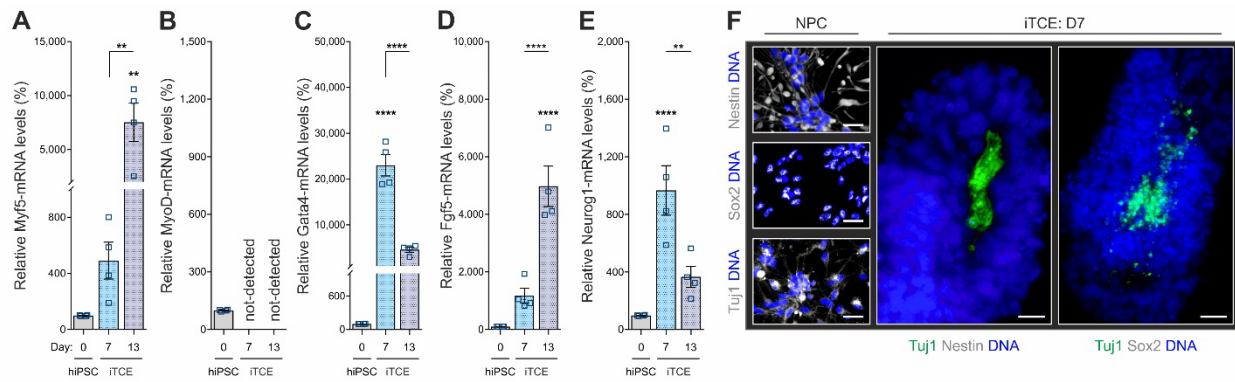 A
Relative Myf5-mRNA levels (%)
15,000
10,000
5,000
800
400
0
**
**
Day: 0 7 13
hiPSC iTCE
B
Relative MyoD-mRNA levels (%)
1,500
1,200
900
600
300
0
not-detected
not-detected
0 7 13
hiPSC iTCE
C
Relative Gata4-mRNA levels (%)
50,000
40,000
30,000
20,000
10,000
600
0
****
****
0 7 13
hiPSC iTCE
D
Relative Fgf5-mRNA levels (%)
10,000
8,000
6,000
4,000
2,000
0
****
****
0 7 13
hiPSC iTCE
E
Relative Neurog1-mRNA levels (%)
2,000
1,600
1,200
800
400
0
**
****
0 7 13
hiPSC iTCE
F
NPC
iTCE: D7
Nestin DNA
Sox2 DNA
Tuj1 DNA
Tuj1 Nestin DNA
Tuj1 Sox2 DNA